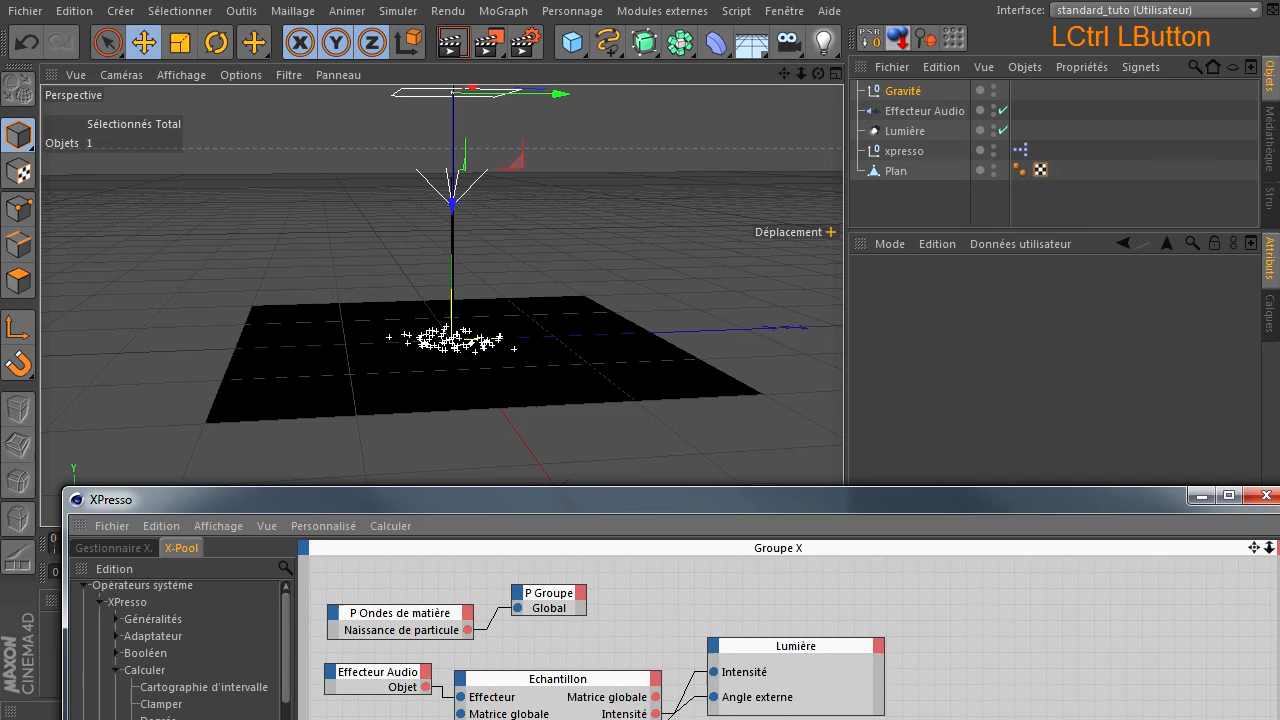 Fichier Edition Créer Sélectionner Outils Maillage Animer Simuler Rendu MoGraph Personnage Modules externes Script Fenêtre Aide Interface: standard_tuto (Utilisateur)
LCtrl LButton
PSR
0
X Y Z
Vue Caméras Affichage Options Filtre Panneau
Fichier Edition Vue Objets Propriétés Signets
Perspective
Gravité
Sélectionnés Total
Effecteur Audio
Objets 1
Lumière
xpresso
Plan
Objets
Médiathèque
Stru
Déplacement
Mode Edition Données utilisateur
Attributs
Calques
Y
XPresso
Fichier Edition Affichage Vue Personnalisé Calculer
Gestionnaire X. X-Pool
Groupe X
Edition
Opérateurs système
XPresso
Généralités
Adaptateur
Booléen
Calculer
Cartographie d'intervalle
Clamper
P Groupe
Global
P Ondes de matière
Naissance de particule
Effecteur Audio
Objet
Echantillon
Effecteur Matrice globale
Matrice globale Intensité
Lumière
Intensité
Angle externe
0
0
MAXON
CINEMA 4D